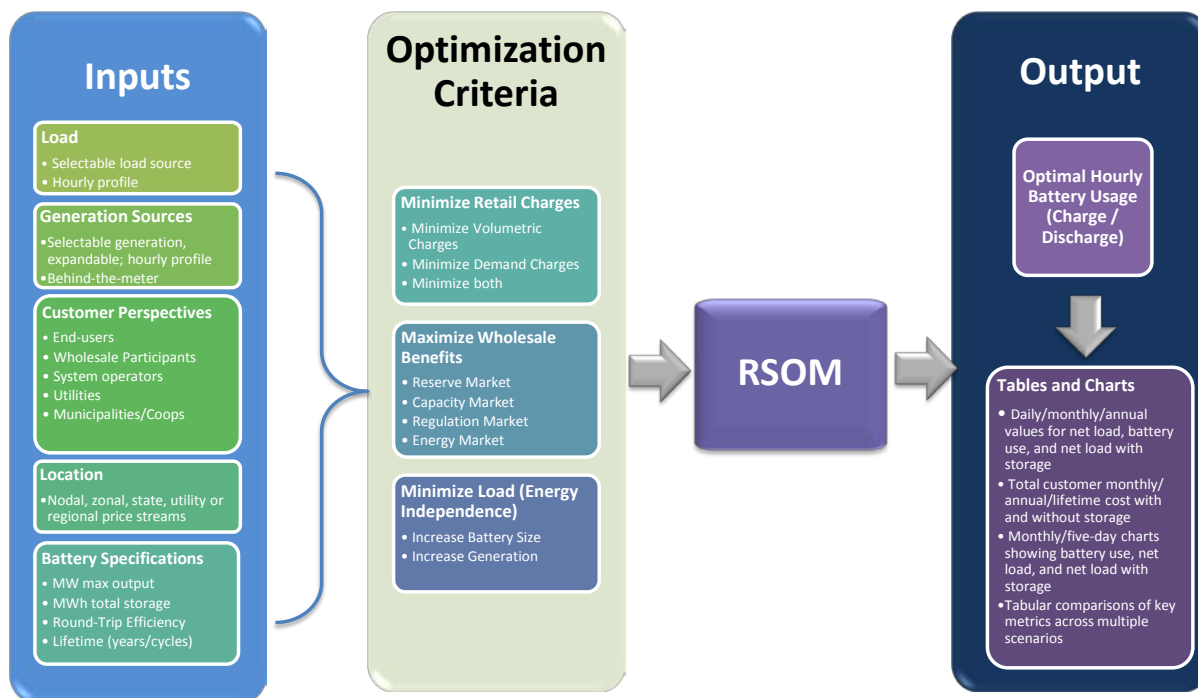 Inputs
Load
• Selectable load source
• Hourly profile
Generation Sources
•Selectable generation,
expandable; hourly profile
•Behind-the-meter
Customer Perspectives
• End-users
• Wholesale Participants
• System operators
• Utilities
• Municipalities/Coops
Location
•Nodal, zonal, state, utility or
regional price streams
Battery Specifications
• MW max output
• MWh total storage
• Round-Trip Efficiency
• Lifetime (years/cycles)
Optimization
Criteria
Minimize Retail Charges
• Minimize Volumetric
Charges
• Minimize Demand Charges
• Minimize both
Maximize Wholesale
Benefits
• Reserve Market
• Capacity Market
• Regulation Market
• Energy Market
Minimize Load (Energy
Independence)
• Increase Battery Size
• Increase Generation
RSOM
Output
Optimal Hourly
Battery Usage
(Charge /
Discharge)
Tables and Charts
• Daily/monthly/annual
values for net load, battery
use, and net load with
storage
• Total customer monthly/
annual/lifetime cost with
and without storage
• Monthly/five-day charts
showing battery use, net
load, and net load with
storage
•Tabular comparisons of key
metrics across multiple
scenarios